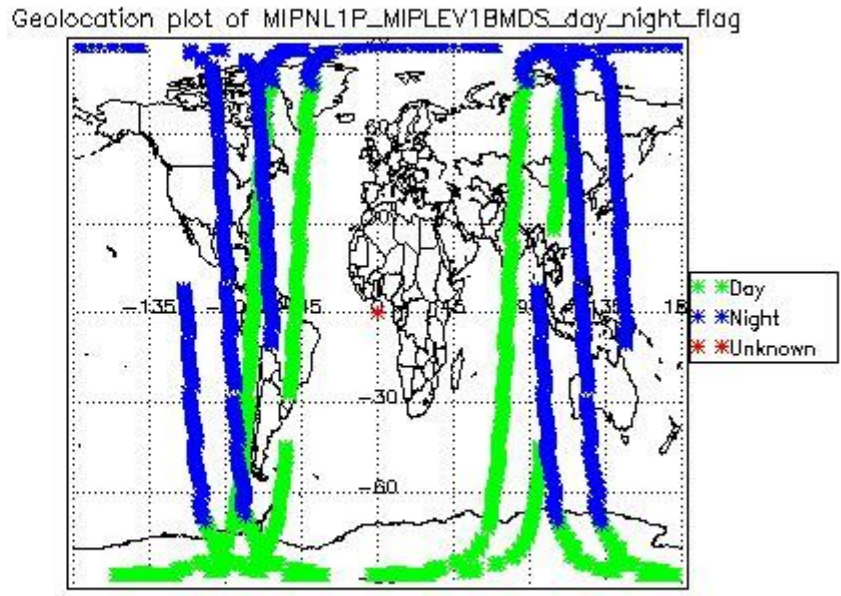 Geolocation plot of MIPNL1P_MIPLEV1BMDS_day_night_flag
-135
-30
-60
Day
Night
Unknown